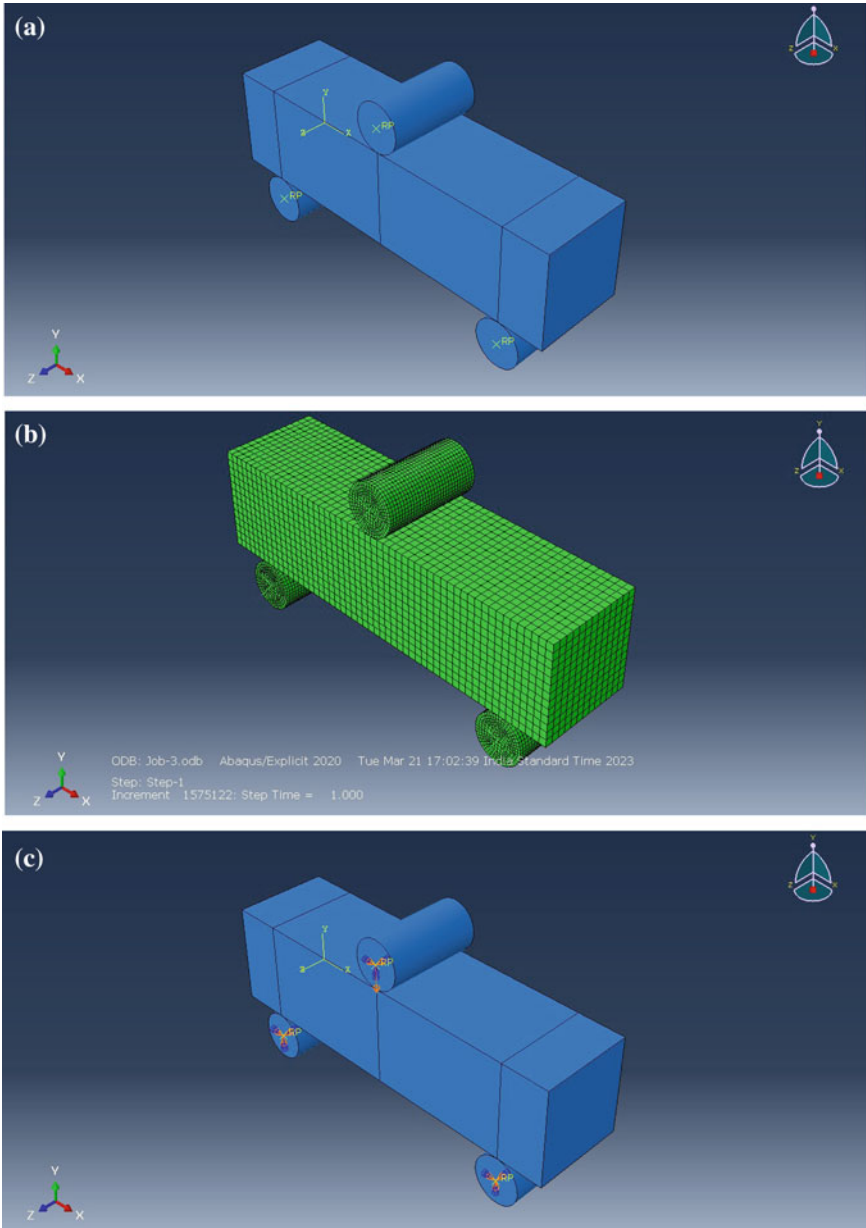 (a)
Y
Z
X
Y
Z
X
RP
RP
RP
Y
Z
X
(b)
Y
Z
X
ODB: Job-3.odb Abaqus/Explicit 2020 Tue Mar 21 17:02:39 India Standard Time 2023
Y
Step: Step-1
Increment 1575122: Step Time = 1.000
Z
X
(c)
Y
Z
X
Y
Z
X
RP
RP
RP
Y
Z
X